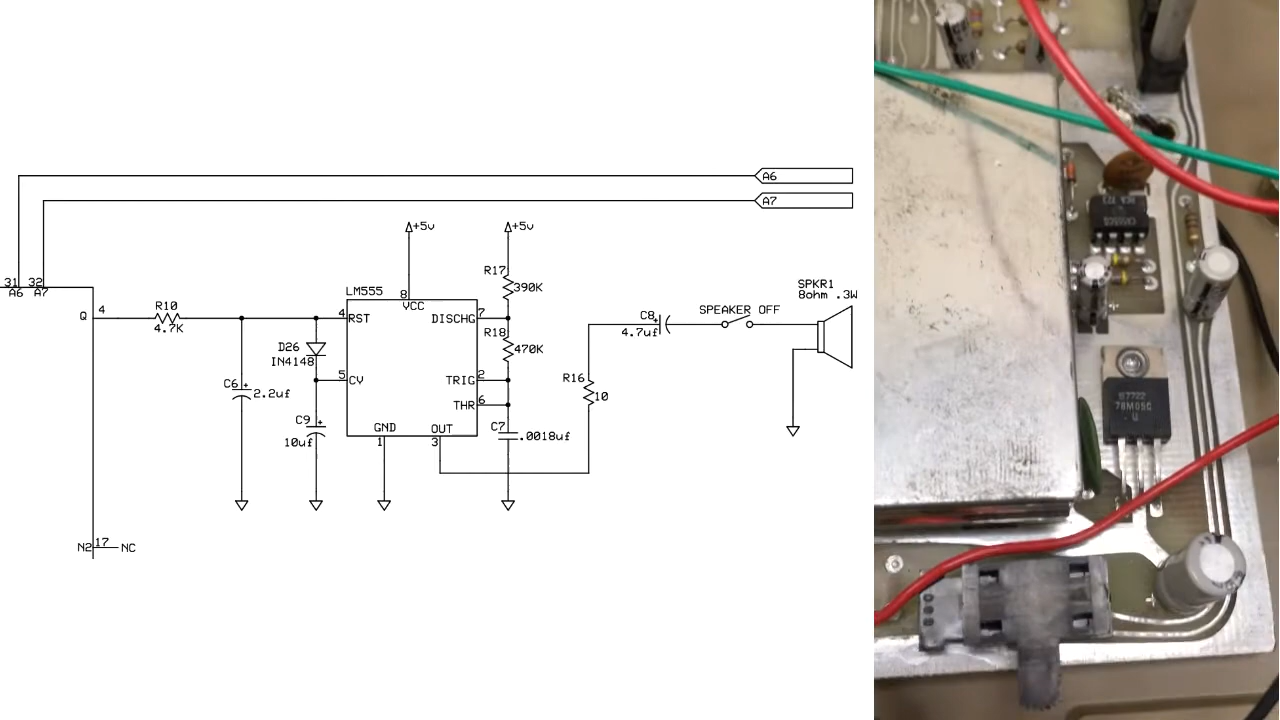 A6
A7
+5v
+5v
31 32
A6 A7
R17
390K
SPKR1
8ohm .3W
LM555
8
VCC
R10
4.7K
Q 4
4 RST
DISCHG 7
C8 +
4.7uf
SPEAKER OFF
R18
470K
D26
IN4148
5 CV
TRIG 2
THR 6
C6 +
2.2uf
R16
10
C9 +
10uf
GND
1
OUT
3
C7
.0018uf
N2 17 NC
78M05C